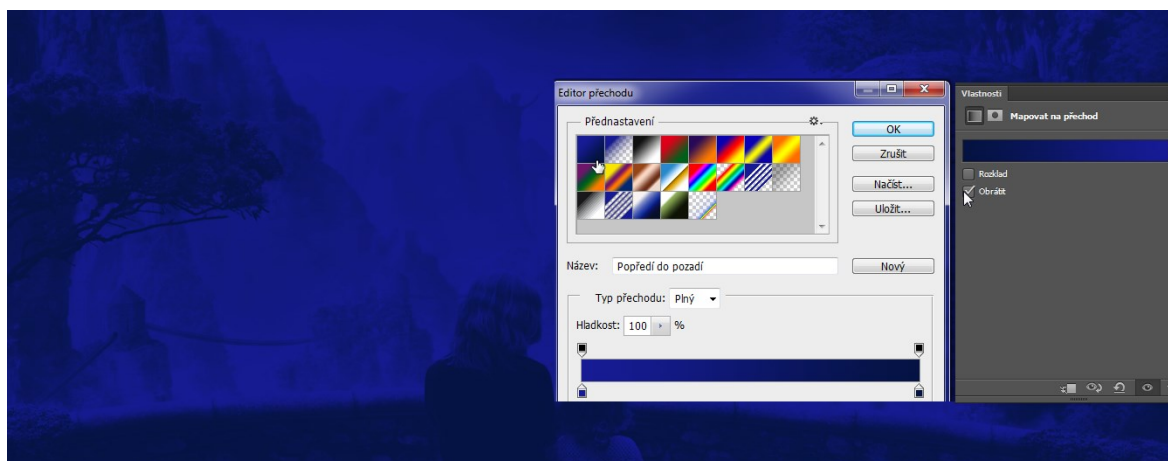 Editor přechodu
Přednastavení
OK
Zrušit
Načíst...
Uložit...
Název:
Popředí do pozadí
Nový
Typ přechodu:
Plný
Hladkost:
100
%
Vlastnosti
Mapovat na přechod
Rozklad
Obrátit